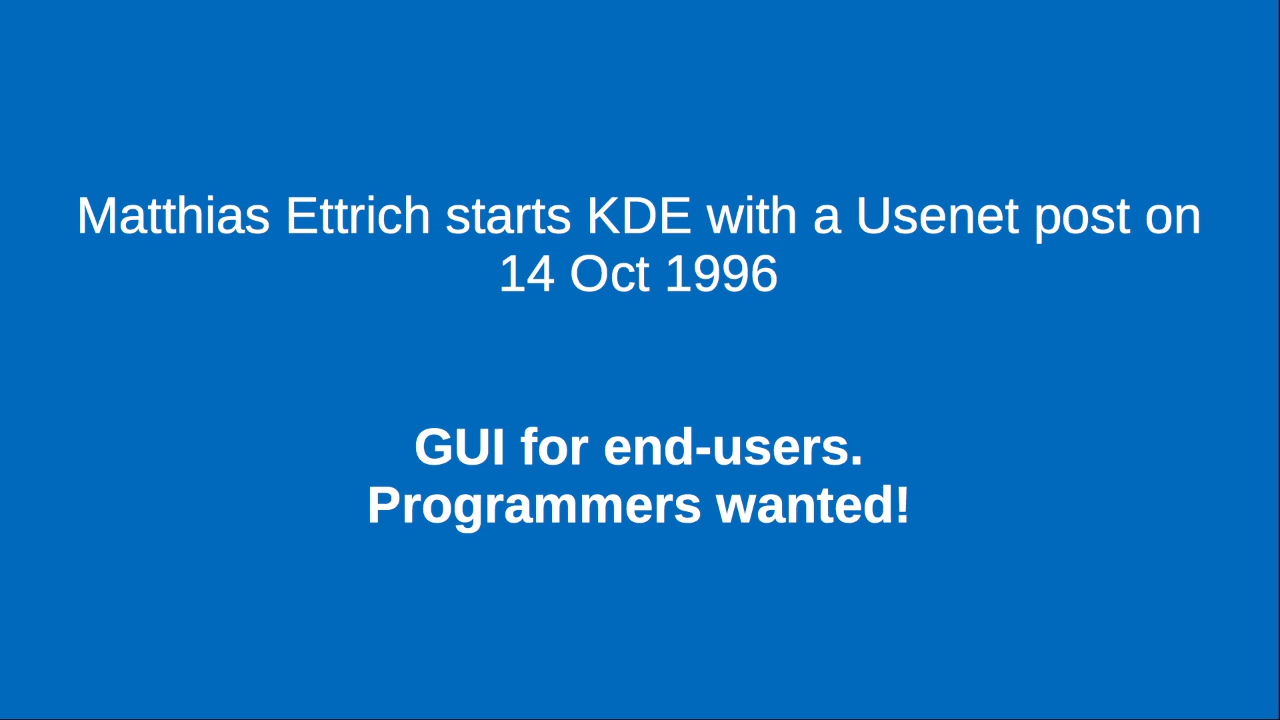 Matthias Ettrich starts KDE with a Usenet post on
14 Oct 1996
GUI for end-users.
Programmers wanted!